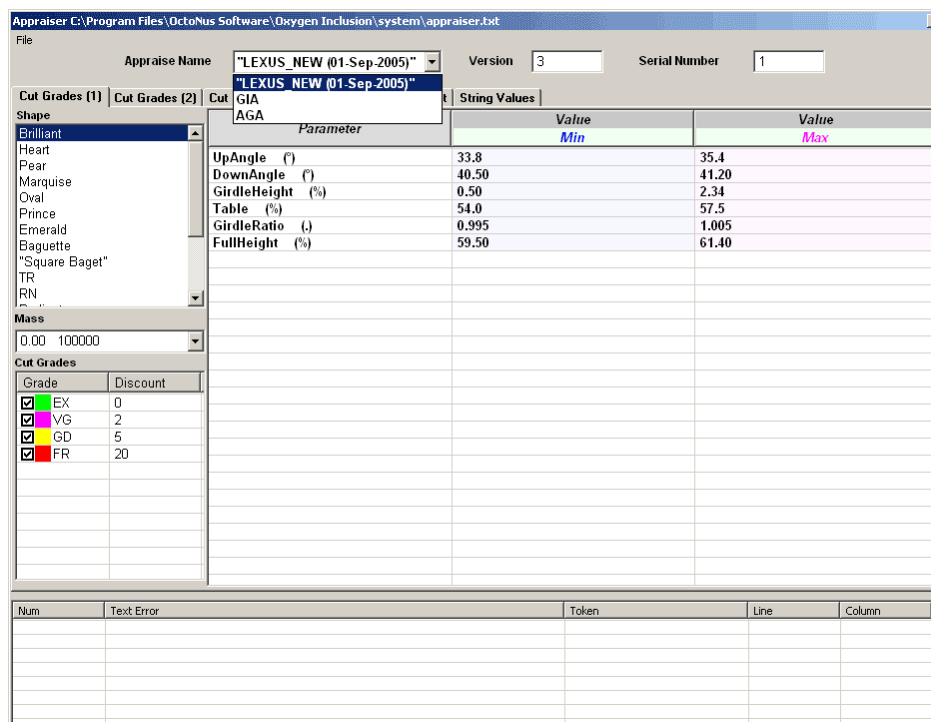 Appraiser C:\Program Files\OctoNus Software\Oxygen Inclusion\system\appraiser.txt
File
Appraise Name "LEXUS_NEW (01-Sep-2005)" Version 3 Serial Number 1
"LEXUS_NEW (01-Sep-2005)"
GIA
AGA
Cut Grades (1) Cut Grades (2) Cut t String Values
Shape
Brilliant
Heart
Pear
Marquise
Oval
Prince
Emerald
Baguette
"Square Baget"
TR
RN
Mass
0.00 100000
Cut Grades
Grade Discount
EX 0
VG 2
GD 5
FR 20
Parameter Value Value
Min Max
UpAngle (°) 33.8 35.4
DownAngle (°) 40.50 41.20
GirdleHeight (%) 0.50 2.34
Table (%) 54.0 57.5
GirdleRatio (.) 0.995 1.005
FullHeight (%) 59.50 61.40
Num Text Error Token Line Column